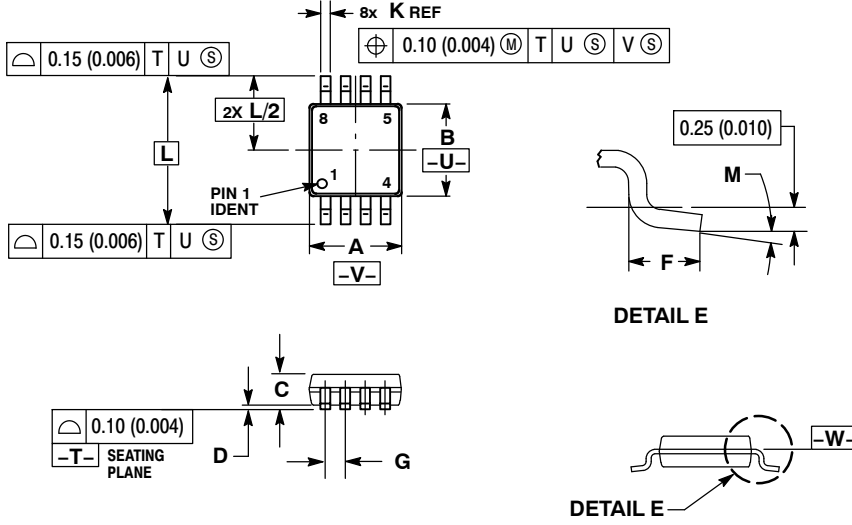 8x K REF
⌖ 0.10 (0.004) Ⓜ T U Ⓢ V Ⓢ
⌓ 0.15 (0.006) T U Ⓢ
2X L/2
8 5
B
-U-
L
PIN 1
IDENT
1 4
⌓ 0.15 (0.006) T U Ⓢ
A
-V-
0.25 (0.010)
M
F
DETAIL E
C
⌓ 0.10 (0.004)
-T- SEATING
PLANE
D
G
-W-
DETAIL E